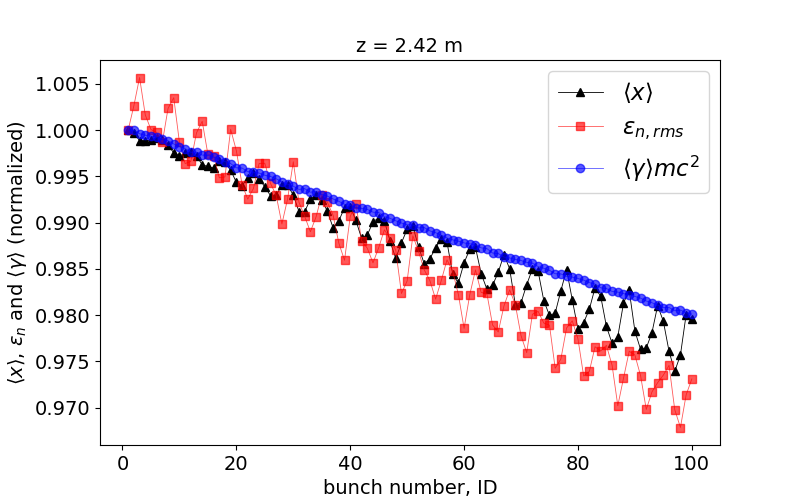 z = 2.42 m
⟨x⟩, εₙ and ⟨γ⟩ (normalized)
1.005
1.000
0.995
0.990
0.985
0.980
0.975
0.970
⟨x⟩
εₙ,ᵣₘₛ
⟨γ⟩mc²
0 20 40 60 80 100
bunch number, ID